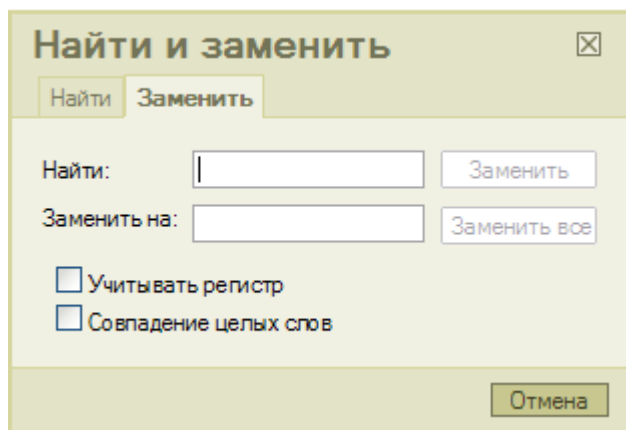 Найти и заменить
Найти Заменить
Найти: Заменить
Заменить на: Заменить все
Учитывать регистр
Совпадение целых слов
Отмена